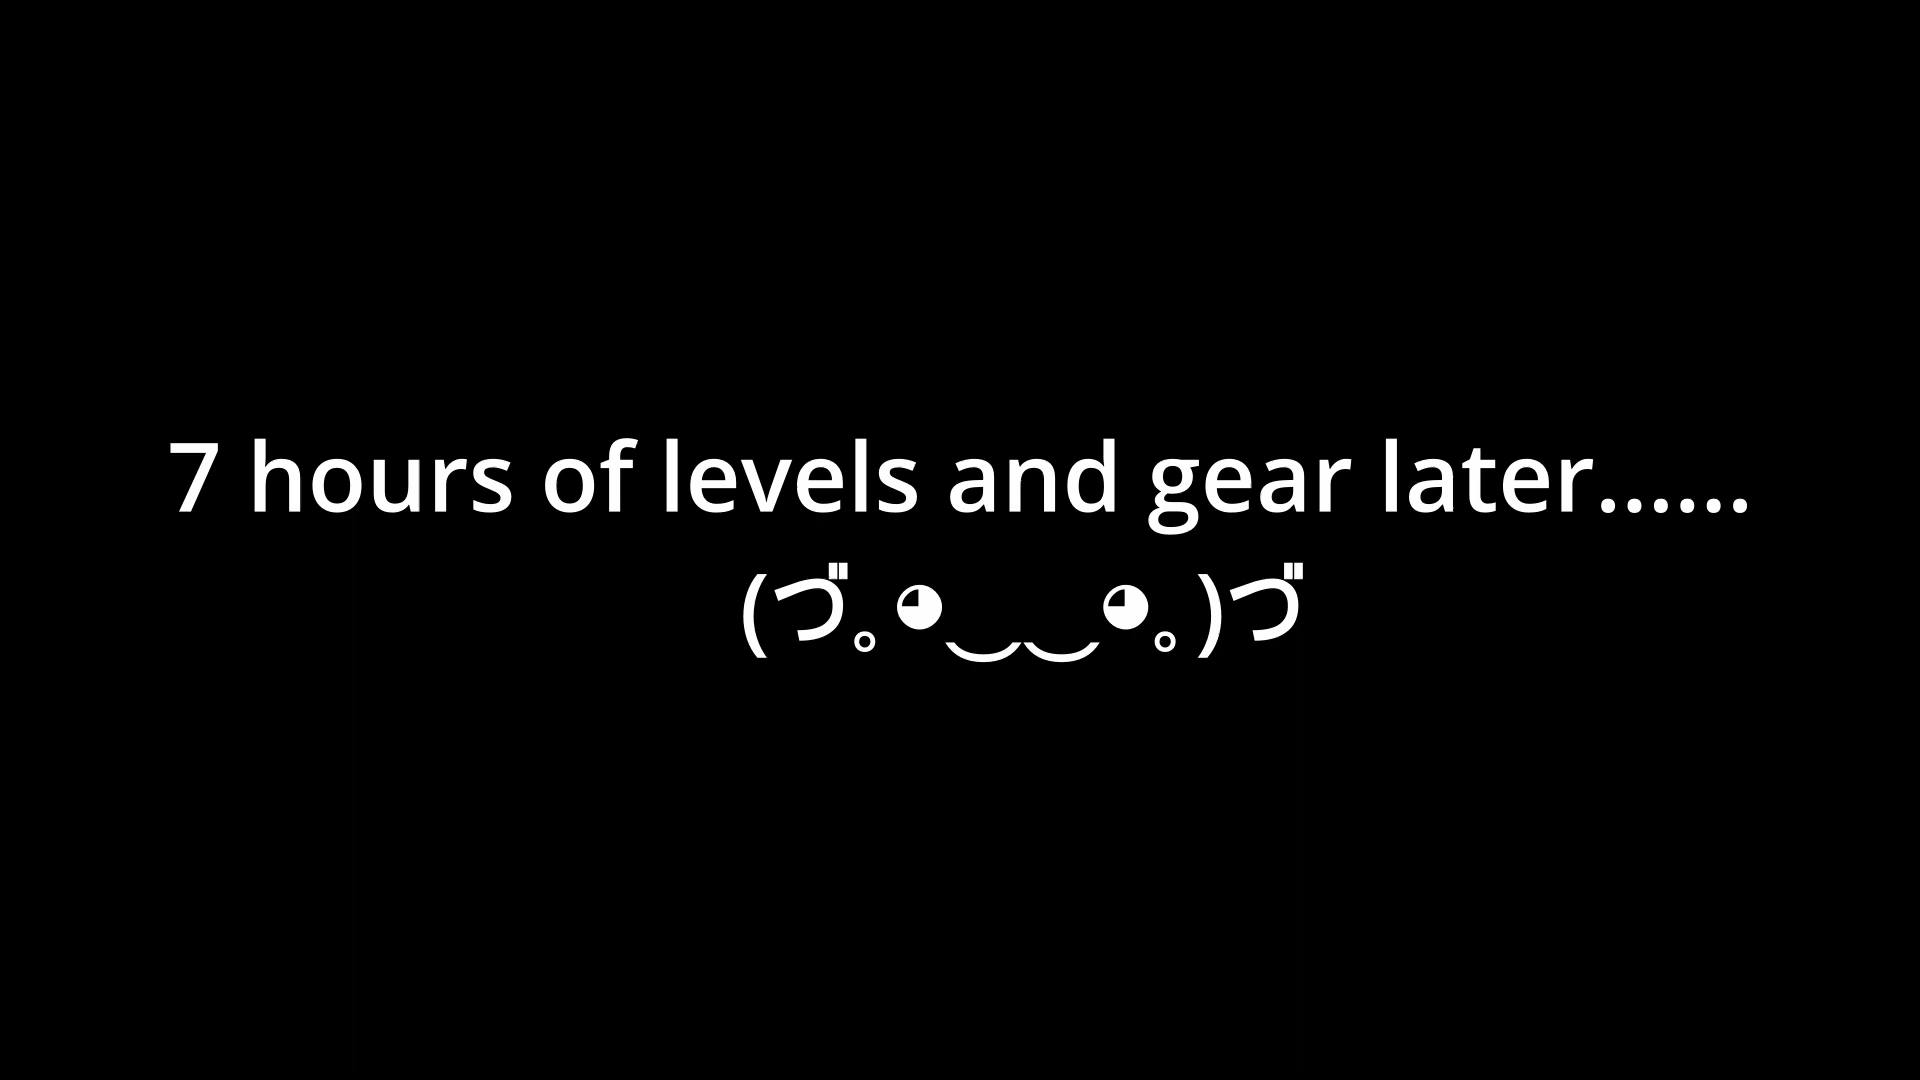 7 hours of levels and gear later......
(づ｡◕‿‿◕｡)づ